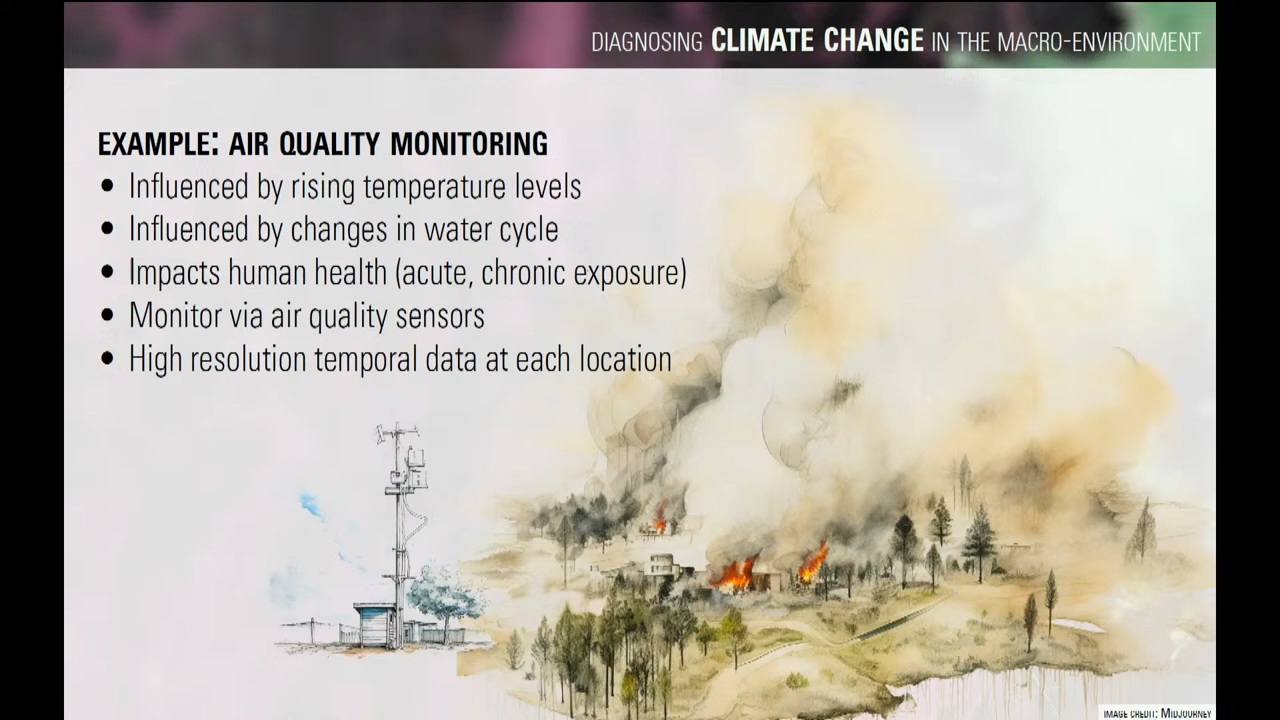 DIAGNOSING CLIMATE CHANGE IN THE MACRO-ENVIRONMENT
EXAMPLE: AIR QUALITY MONITORING
• Influenced by rising temperature levels
• Influenced by changes in water cycle
• Impacts human health (acute, chronic exposure)
• Monitor via air quality sensors
• High resolution temporal data at each location
IMAGE CREDIT: MIDJOURNEY